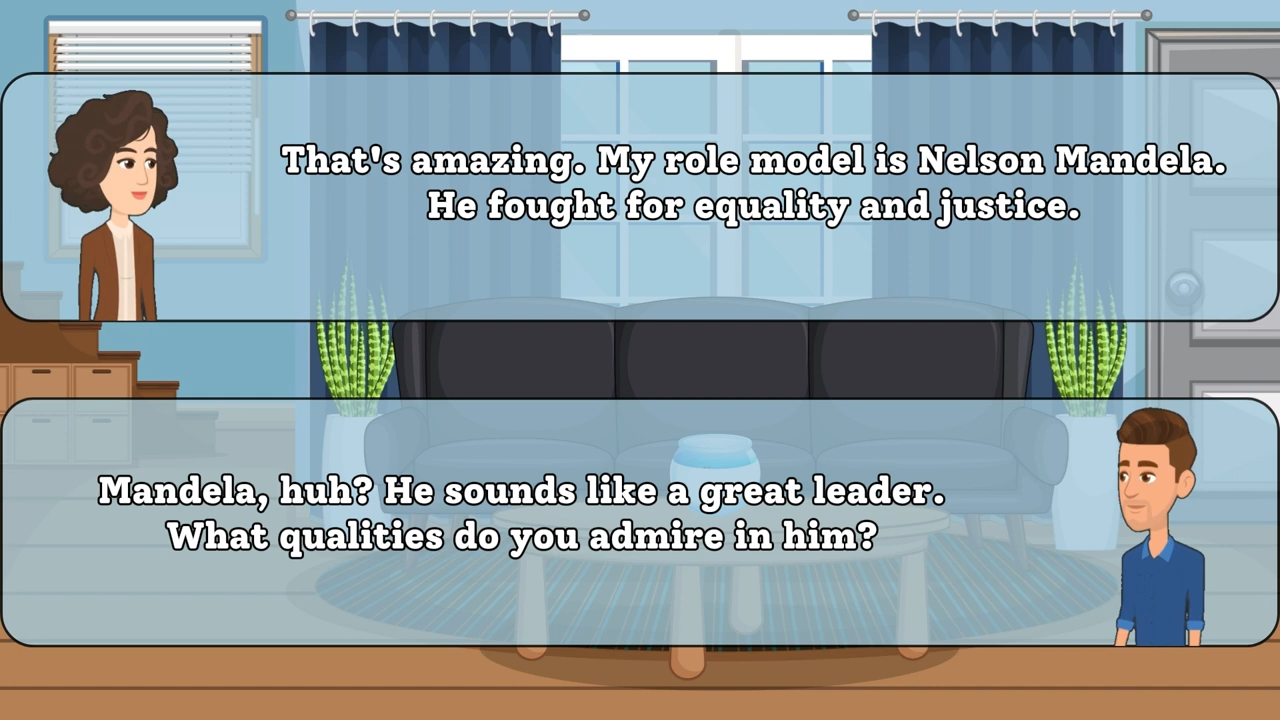 That's amazing. My role model is Nelson Mandela.
He fought for equality and justice.
Mandela, huh? He sounds like a great leader.
What qualities do you admire in him?